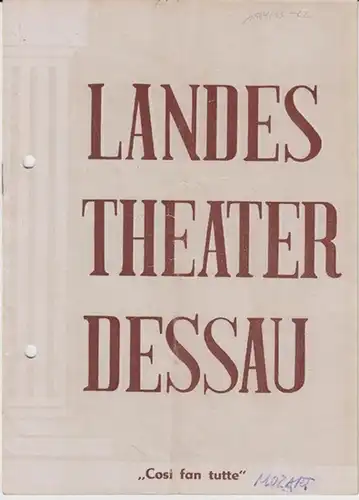 LANDES
THEATER
DESSAU
„Cosi fan tutte"
MOZART